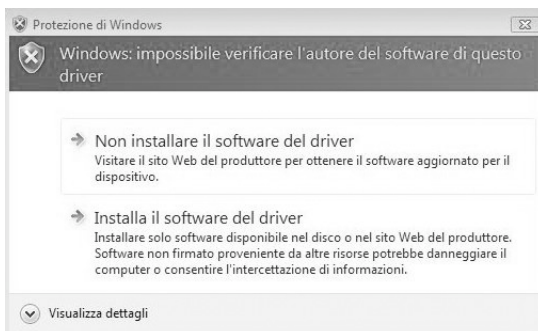 Protezione di Windows
Windows: impossibile verificare l'autore del software di questo
driver
Non installare il software del driver
Visitare il sito Web del produttore per ottenere il software aggiornato per il
dispositivo.
Installa il software del driver
Installare solo software disponibile nel disco o nel sito Web del produttore.
Software non firmato proveniente da altre risorse potrebbe danneggiare il
computer o consentire l'intercettazione di informazioni.
Visualizza dettagli